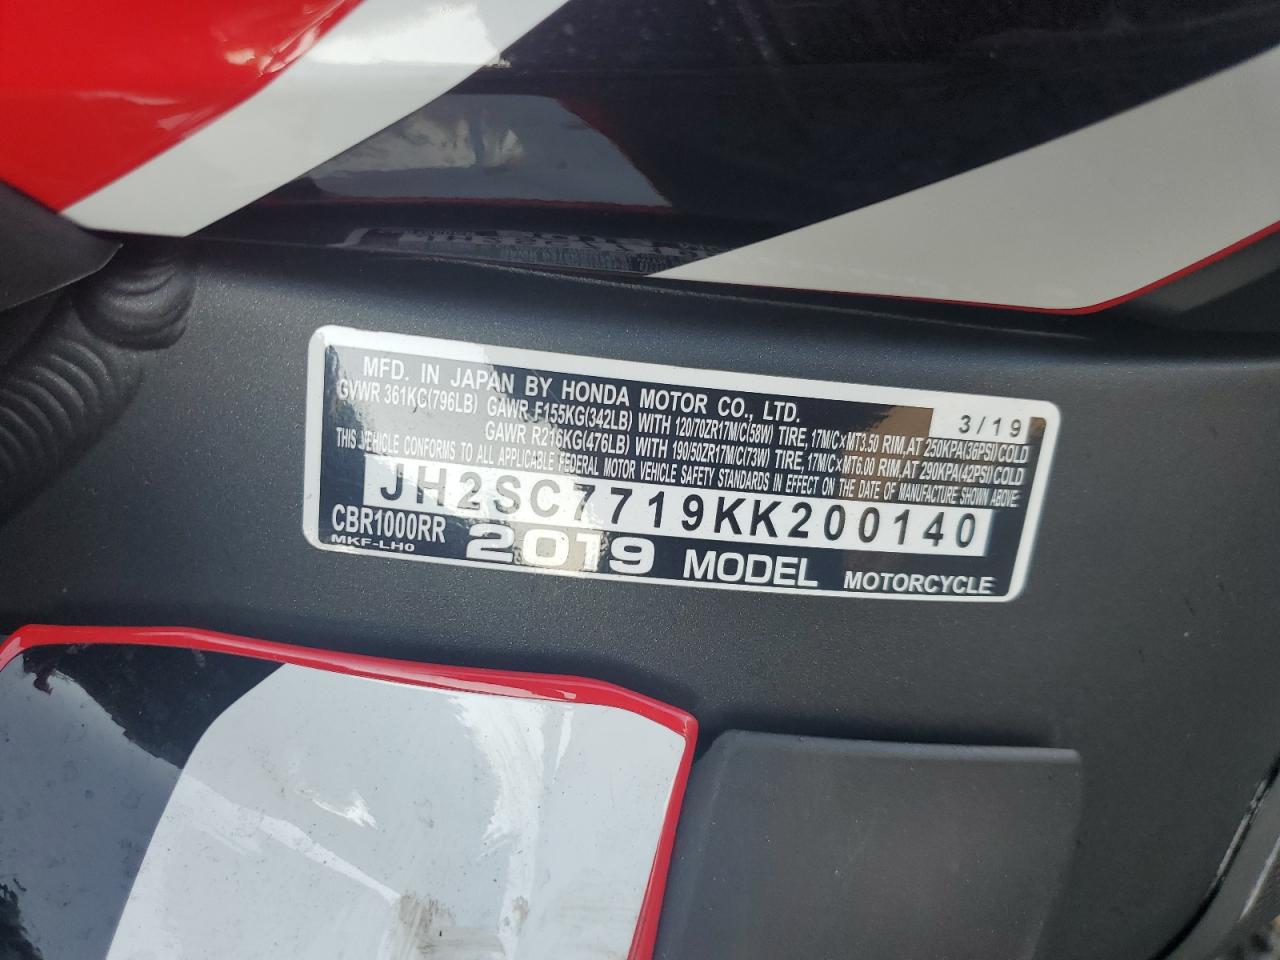 MFD. IN JAPAN BY HONDA MOTOR CO., LTD. 3/19
GVWR 361KC(796LB) GAWR F155KG(342LB) WITH 120/70ZR17M/C(58W) TIRE, 17M/C×MT3.50 RIM, AT 250KPA(36PSI)COLD
GAWR R216KG(476LB) WITH 190/50ZR17M/C(73W) TIRE, 17M/C×MT6.00 RIM, AT 290KPA(42PSI)COLD
THIS VEHICLE CONFORMS TO ALL APPLICABLE FEDERAL MOTOR VEHICLE SAFETY STANDARDS IN EFFECT ON THE DATE OF MANUFACTURE SHOWN ABOVE.
JH2SC7719KK200140
CBR1000RR 2019 MODEL MOTORCYCLE
MKF-LH0